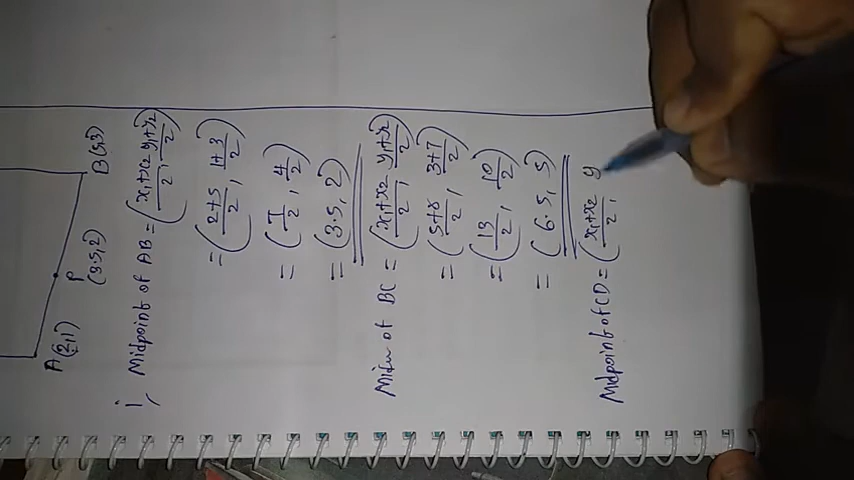 A(2,1) P(3.5,2) B(5,3)
i, Midpoint of AB = (x₁+x₂/2, y₁+y₂/2)
= (2+5/2, 1+3/2)
= (7/2, 4/2)
= (3.5, 2)
of BC = (x₁+x₂/2, y₁+y₂/2)
= (5+8/2, 3+7/2)
= (13/2, 10/2)
= (6.5, 5)
Mdpoint of CD = (x₁+x₂/2, y